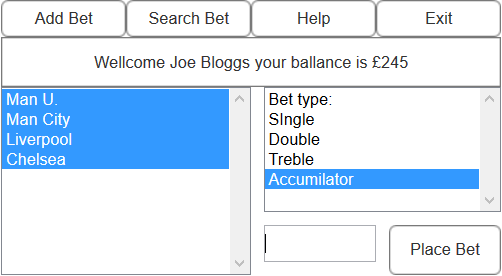 Add Bet Search Bet Help Exit
Wellcome Joe Bloggs your ballance is £245
Man U.
Man City
Liverpool
Chelsea
Bet type:
SIngle
Double
Treble
Accumilator
Place Bet